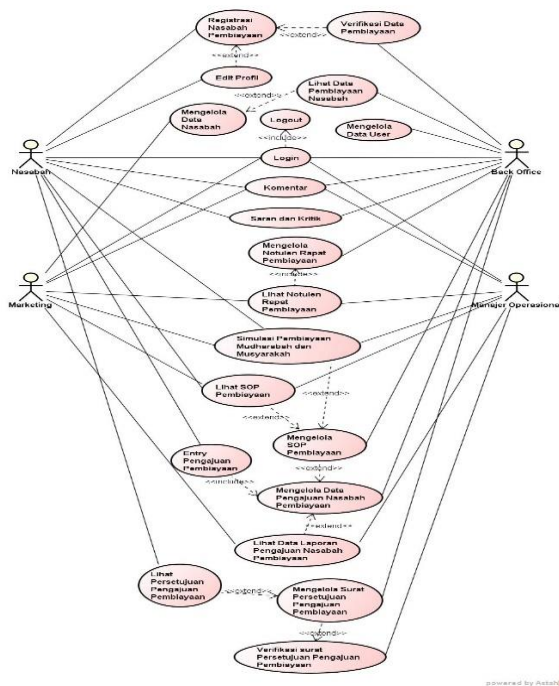 Registrasi
Nasabah
Pembiayaan
<<extend>>
Verifikasi Data
Pembiayaan
<<extend>>
Edit Profil
Lihat Data
Pembiayaan
Nasabah
<<extend>>
Mengelola
Data
Nasabah
Logout
Mengelola
Data User
<<include>>
Login
Nasabah
Back Office
Komentar
Saran dan Kritik
Mengelola
Notulen Rapat
Pembiayaan
<<include>>
Lihat Notulen
Rapat
Pembiayaan
Marketing
Manajer Operasional
Simulasi Pembiayaan
Mudharabah dan
Musyarakah
<<extend>>
Lihat SOP
Pembiayaan
<<extend>>
Mengelola
SOP
Pembiayaan
Entry
Pengajuan
Pembiayaan
<<extend>>
<<include>>
Mengelola Data
Pengajuan Nasabah
Pembiayaan
<<extend>>
Lihat Data Laporan
Pengajuan Nasabah
Pembiayaan
Lihat
Persetujuan
Pengajuan
Pembiayaan
<<extend>>
Mengelola Surat
Persetujuan
Pengajuan
Pembiayaan
<<extend>>
Verifikasi surat
Persetujuan Pengajuan
Pembiayaan
powered by Astah